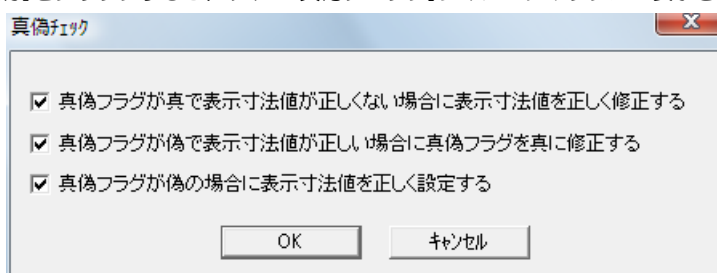 真偽ﾁｪｯｸ
真偽フラグが真で表示寸法値が正しくない場合に表示寸法値を正しく修正する
真偽フラグが偽で表示寸法値が正しい場合に真偽フラグを真に修正する
真偽フラグが偽の場合に表示寸法値を正しく設定する
OK
ｷｬﾝｾﾙ